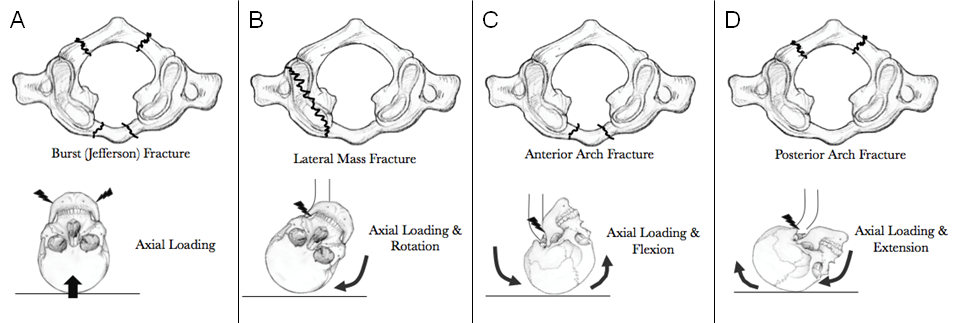 A
B
C
D
Burst (Jefferson) Fracture
Lateral Mass Fracture
Anterior Arch Fracture
Posterior Arch Fracture
Axial Loading
Axial Loading &
Rotation
Axial Loading &
Flexion
Axial Loading &
Extension